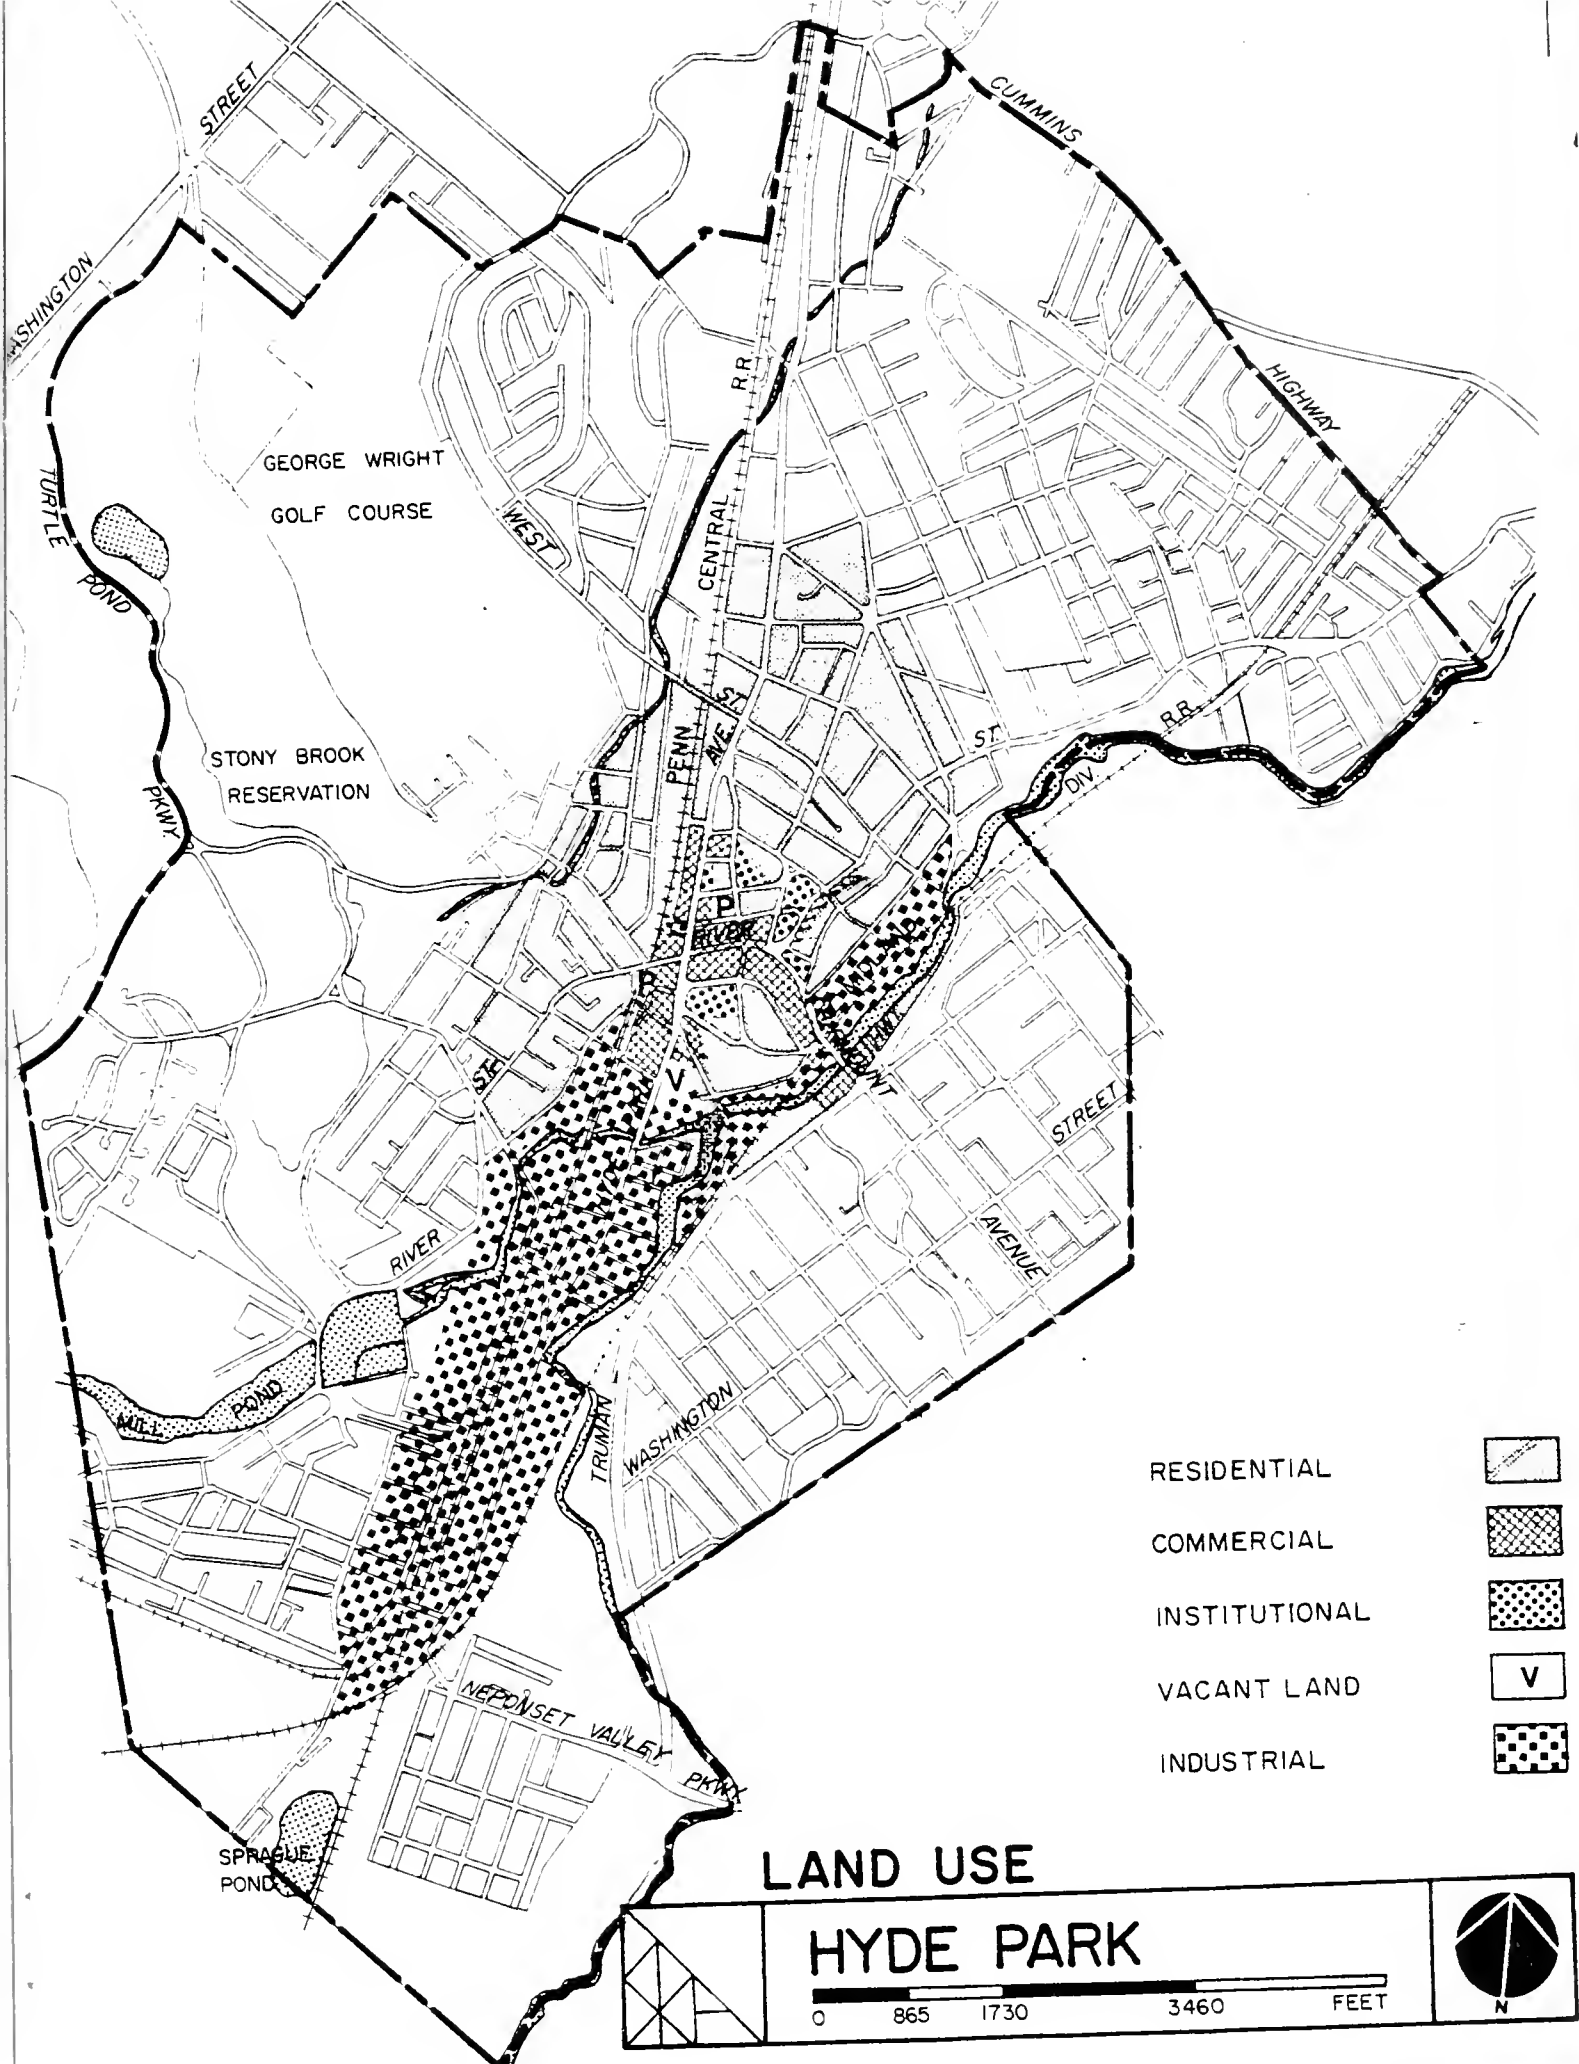 STREET
CUMMINS
WASHINGTON
R.R.
HIGHWAY
GEORGE WRIGHT
GOLF COURSE
TURTLE
WEST
CENTRAL
POND
ST.
R.R.
ST.
PENN
AVE.
STONY BROOK
RESERVATION
DIV.
PKWY
P
RIVER
MIDLAND
P
ST.
V
STREET
AVENUE
RIVER
POND
MILL
TRUMAN
WASHINGTON
RESIDENTIAL
COMMERCIAL
INSTITUTIONAL
VACANT LAND
V
NEPONSET VALLEY
PKWY
INDUSTRIAL
SPRAGUE
POND
LAND USE
HYDE PARK
0 865 1730 3460 FEET
N